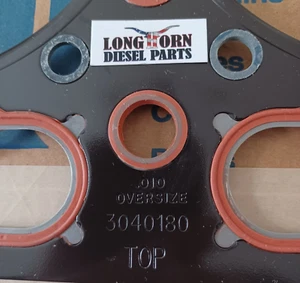 LONGHORN
DIESEL PARTS
.010
OVERSIZE
3040180
TOP